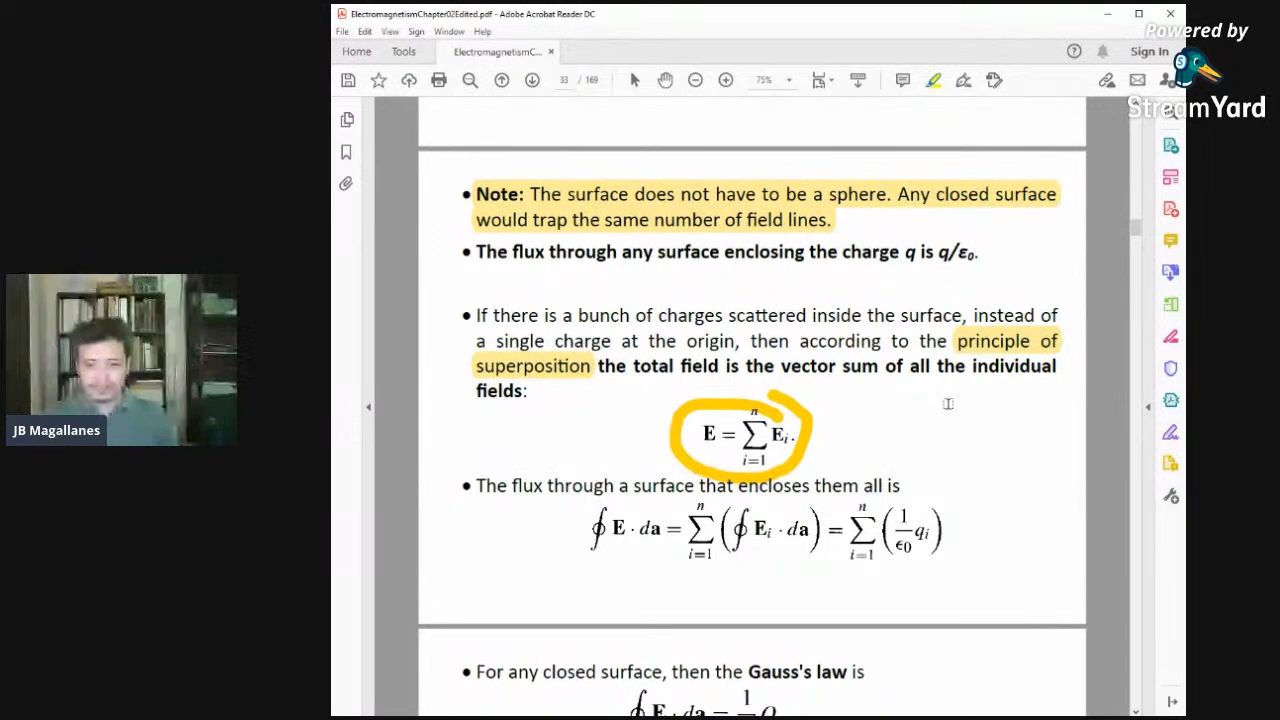 ElectromagnetismChapter02Edited.pdf - Adobe Acrobat Reader DC
File Edit View Sign Window Help
Home Tools ElectromagnetismC... × Sign In
33 / 169 75%
Powered by
StreamYard
• Note: The surface does not have to be a sphere. Any closed surface
would trap the same number of field lines.
• The flux through any surface enclosing the charge q is q/ε₀.
• If there is a bunch of charges scattered inside the surface, instead of
a single charge at the origin, then according to the principle of
superposition the total field is the vector sum of all the individual
fields:
E = ∑ᵢ₌₁ⁿ Eᵢ.
• The flux through a surface that encloses them all is
∮ E · da = ∑ᵢ₌₁ⁿ (∮ Eᵢ · da) = ∑ᵢ₌₁ⁿ (1/ϵ₀ qᵢ)
• For any closed surface, then the Gauss's law is
JB Magallanes